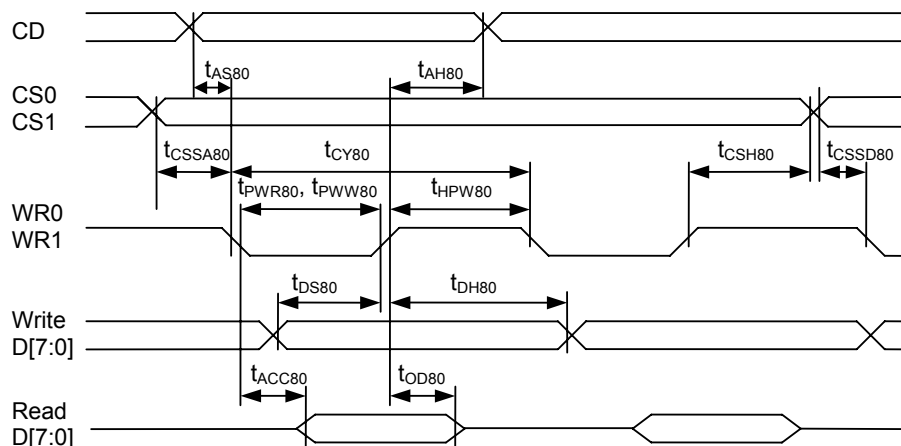 CD
tAS80 tAH80
CS0
CS1
tCSSA80 tCY80 tCSH80 tCSSD80
tPWR80, tPWW80 tHPW80
WR0
WR1
tDS80 tDH80
Write
D[7:0]
tACC80 tOD80
Read
D[7:0]